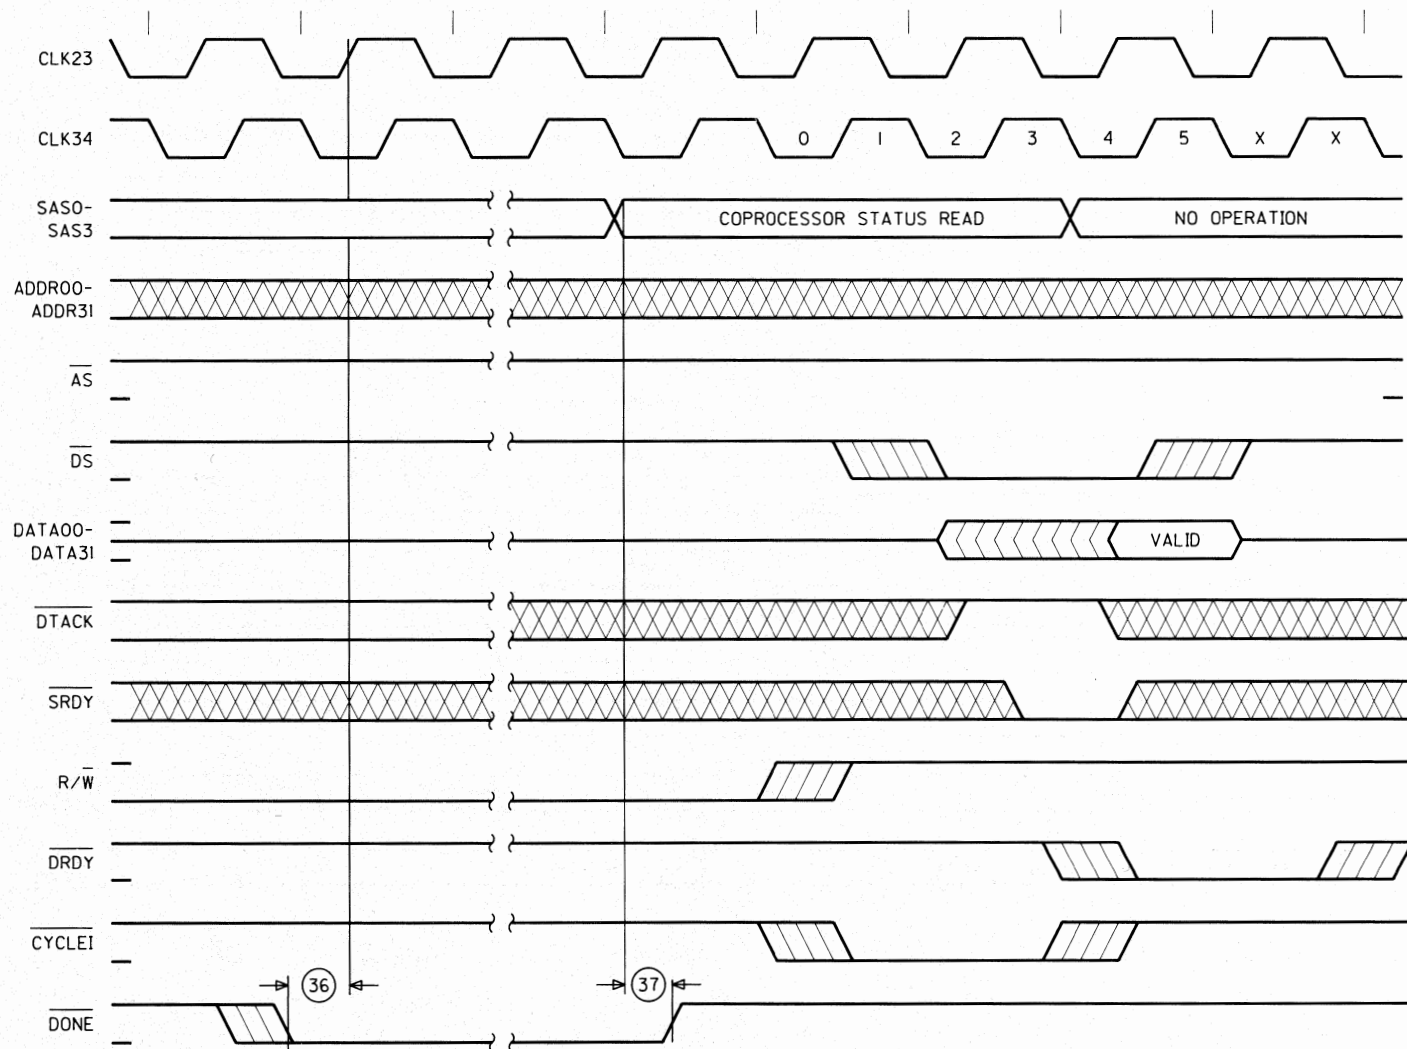 CLK23
CLK34 0 1 2 3 4 5 X X
SAS0-
SAS3
COPROCESSOR STATUS READ NO OPERATION
ADDR00-
ADDR31
AS
DS
DATA00-
DATA31
VALID
DTACK
SRDY
R/W
DRDY
CYCLEI
36 37
DONE